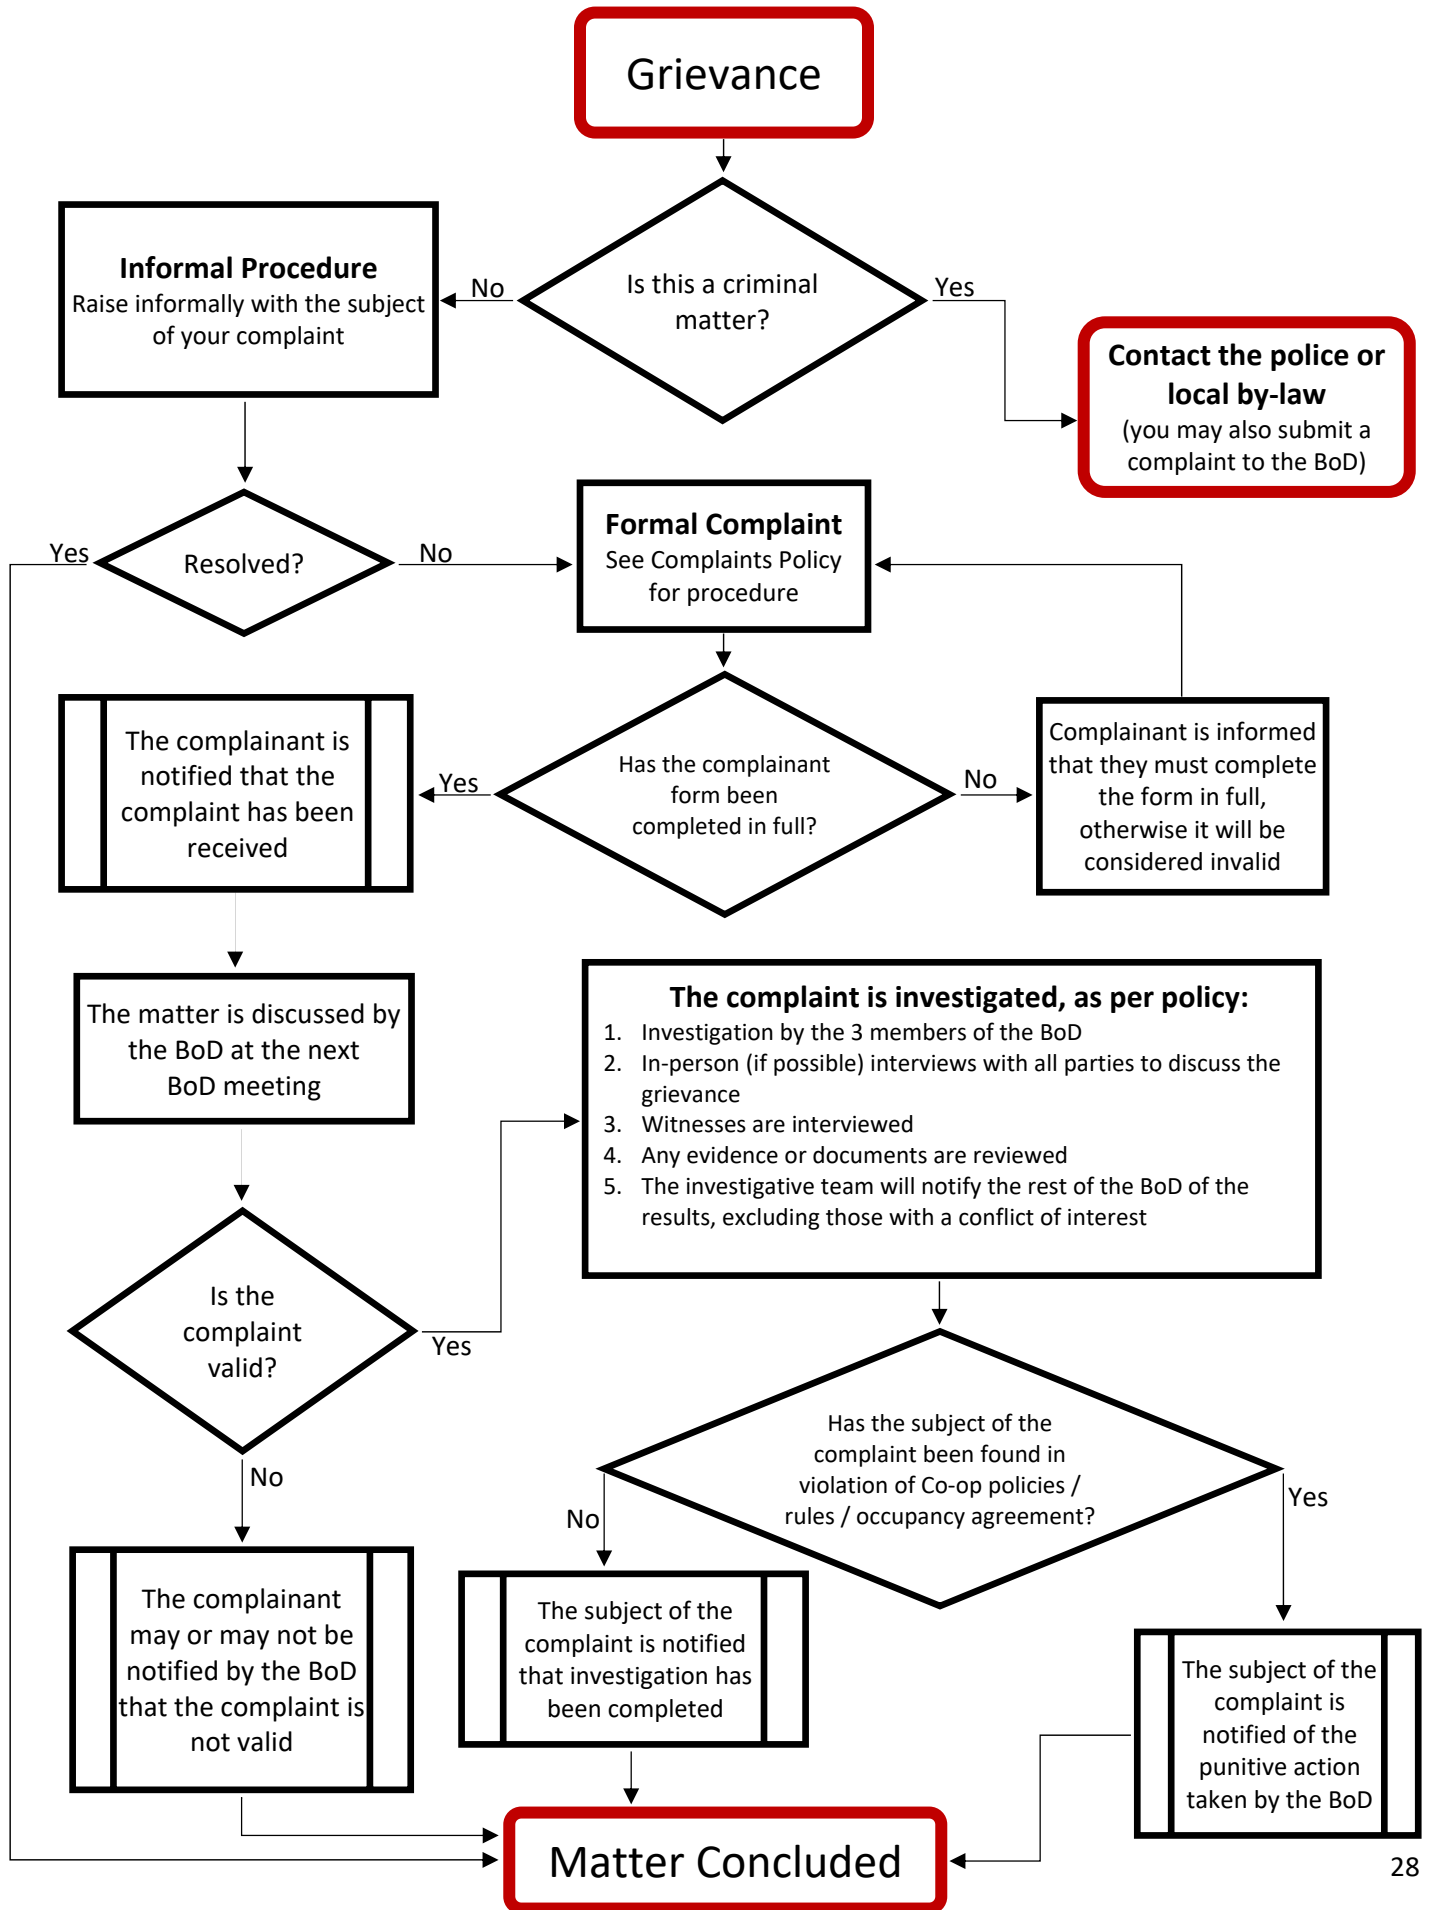 Grievance
Is this a criminal
matter?
No
Yes
Informal Procedure
Raise informally with the subject
of your complaint
Contact the police or
local by-law
(you may also submit a
complaint to the BoD)
Resolved?
Yes
No
Formal Complaint
See Complaints Policy
for procedure
Has the complainant
form been
completed in full?
Yes
No
Complainant is informed
that they must complete
the form in full,
otherwise it will be
considered invalid
The complainant is
notified that the
complaint has been
received
The matter is discussed by
the BoD at the next
BoD meeting
Is the
complaint
valid?
Yes
No
The complaint is investigated, as per policy:
1. Investigation by the 3 members of the BoD
2. In-person (if possible) interviews with all parties to discuss the
grievance
3. Witnesses are interviewed
4. Any evidence or documents are reviewed
5. The investigative team will notify the rest of the BoD of the
results, excluding those with a conflict of interest
Has the subject of the
complaint been found in
violation of Co-op policies /
rules / occupancy agreement?
No
Yes
The complainant
may or may not be
notified by the BoD
that the complaint is
not valid
The subject of the
complaint is notified
that investigation has
been completed
The subject of the
complaint is
notified of the
punitive action
taken by the BoD
Matter Concluded
28